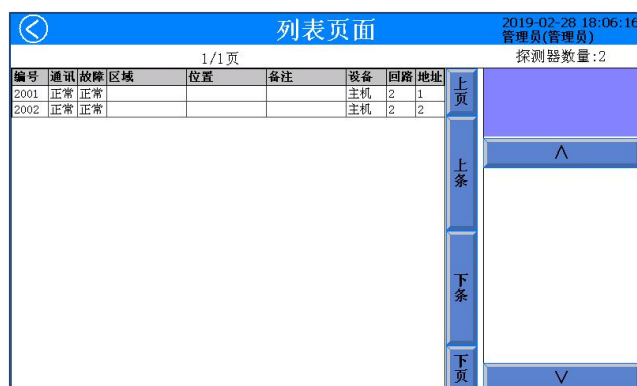 列表页面
2019-02-28 18:06:16
管理员(管理员)
1/1页
探测器数量:2
编号 通讯 故障 区域 位置 备注 设备 回路 地址
2001 正常 正常 主机 2 1
2002 正常 正常 主机 2 2
上页
上条
下条
下页